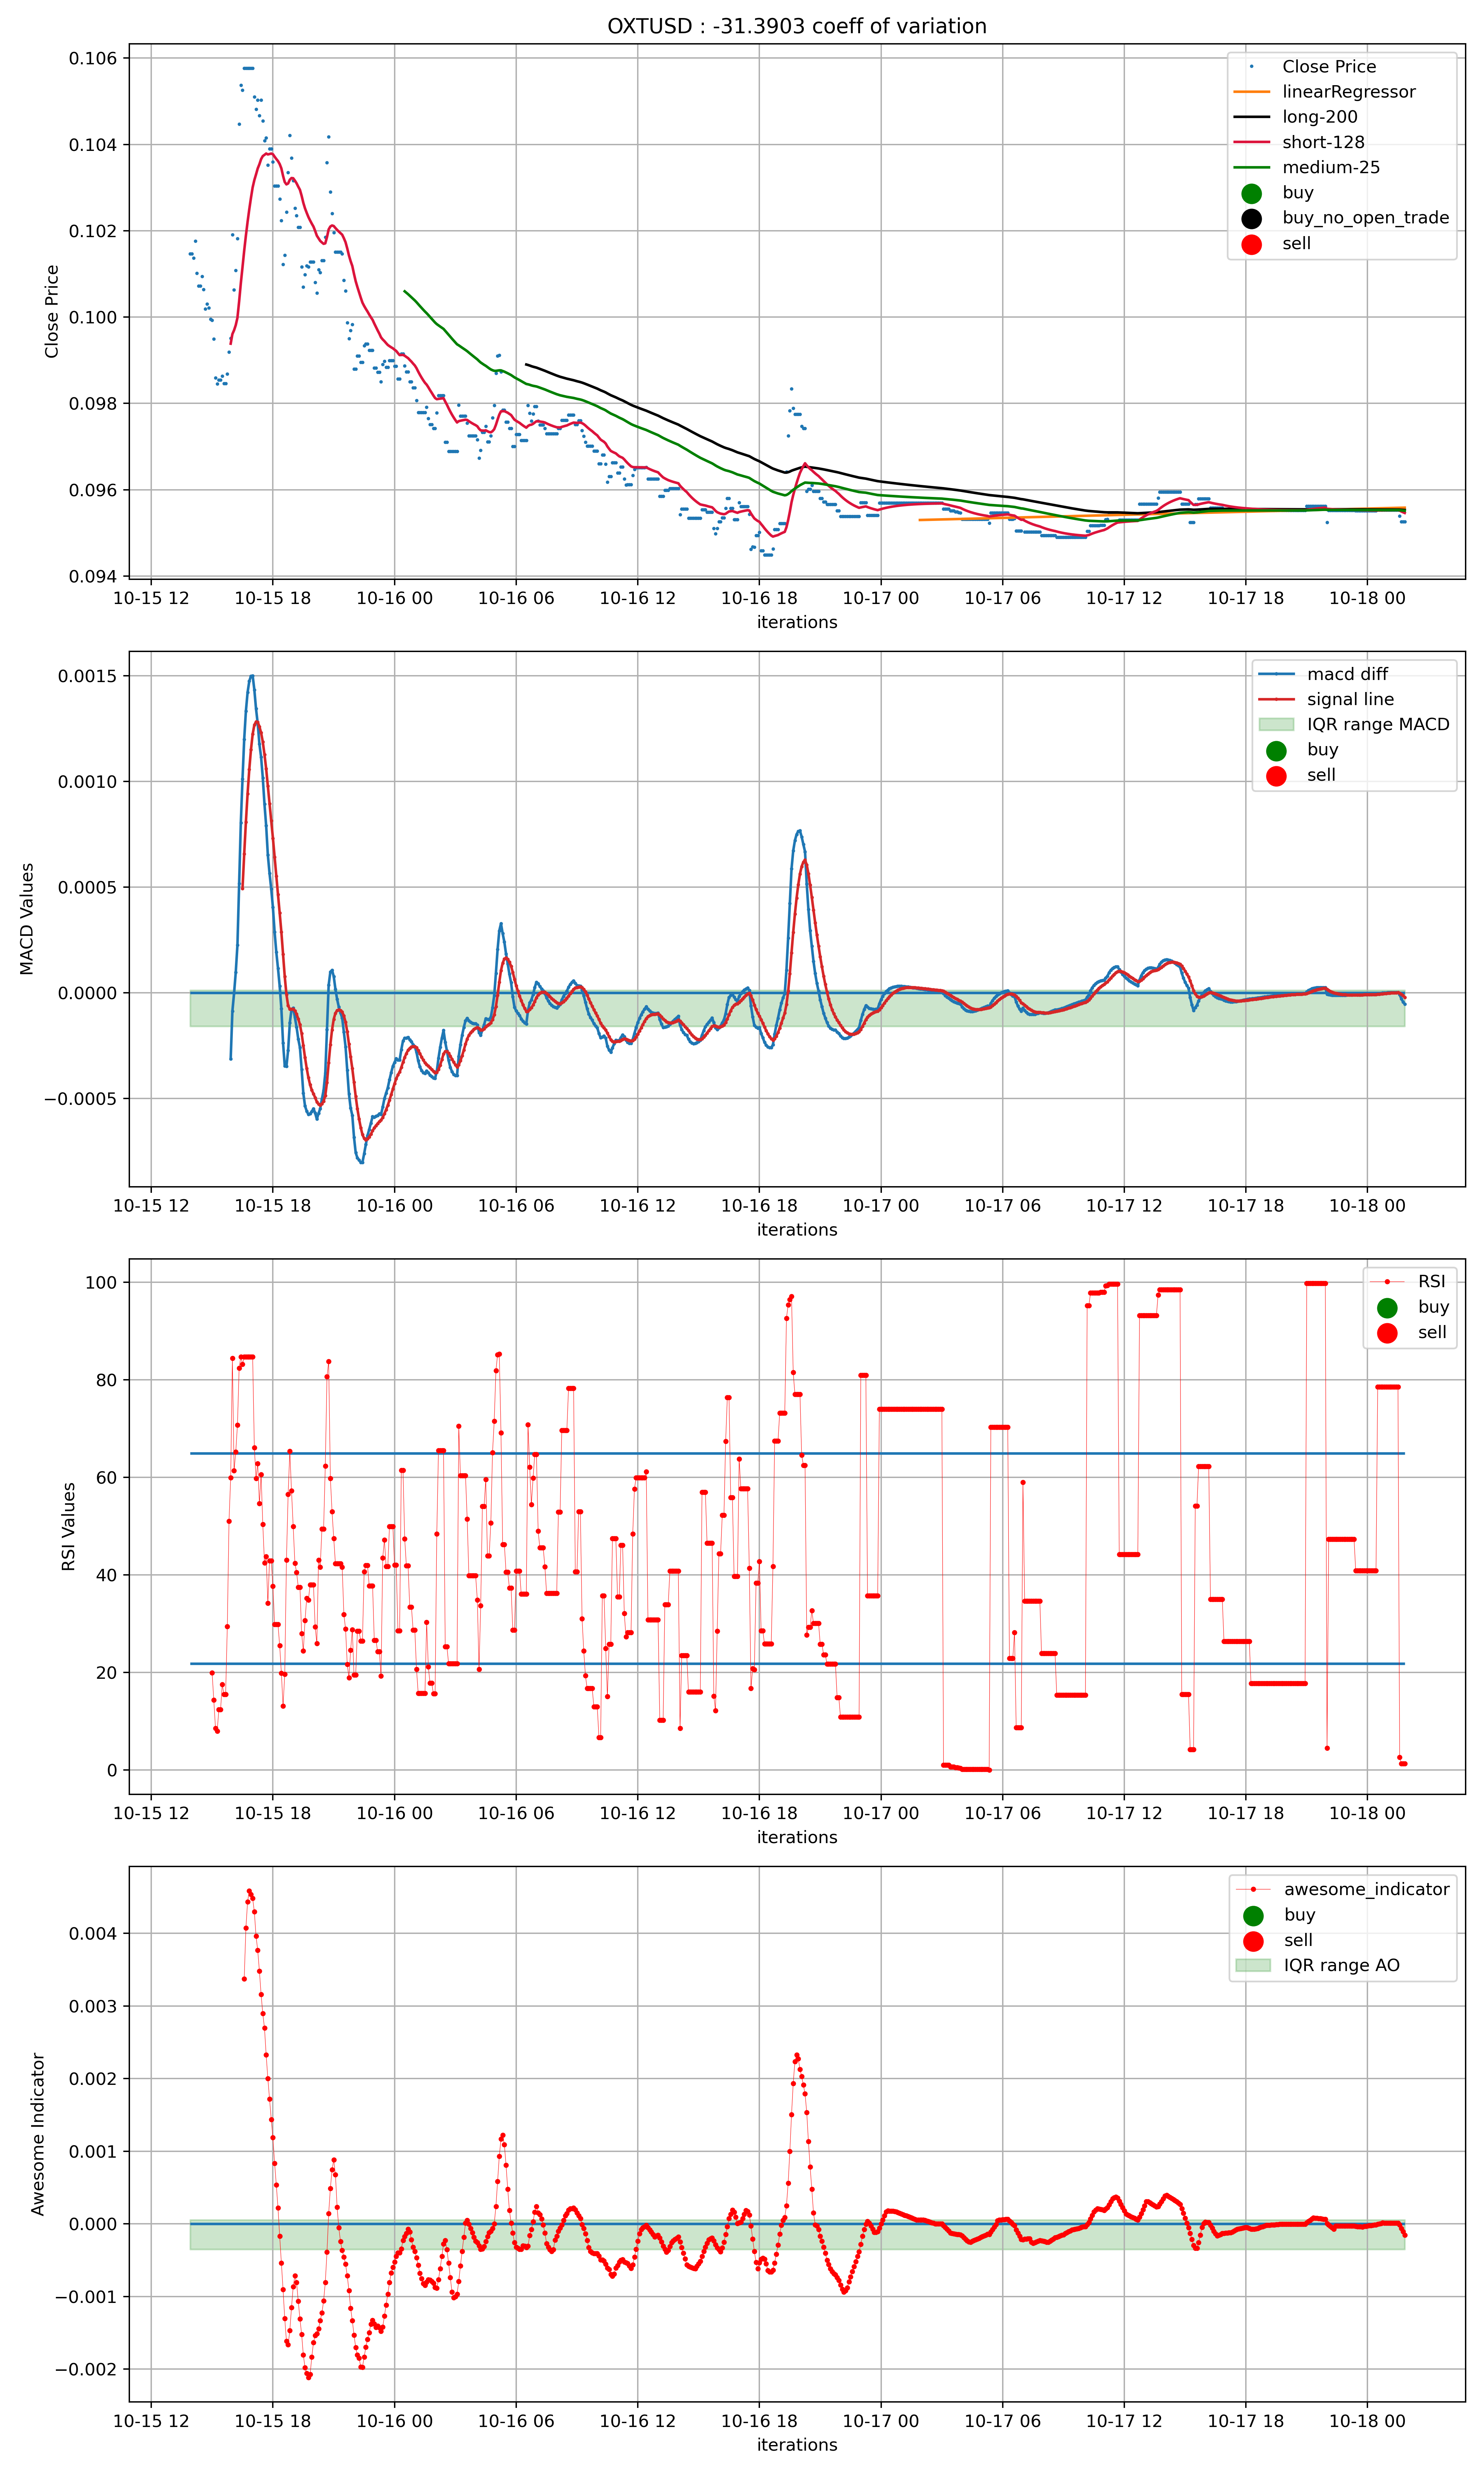 OXTUSD : -31.3903 coeff of variation
0.106
0.104
0.102
0.100
0.098
0.096
0.094
Close Price
Close Price
linearRegressor
long-200
short-128
medium-25
buy
buy_no_open_trade
sell
10-15 12 10-15 18 10-16 00 10-16 06 10-16 12 10-16 18 10-17 00 10-17 06 10-17 12 10-17 18 10-18 00
iterations
0.0015
0.0010
0.0005
0.0000
−0.0005
MACD Values
macd diff
signal line
IQR range MACD
buy
sell
10-15 12 10-15 18 10-16 00 10-16 06 10-16 12 10-16 18 10-17 00 10-17 06 10-17 12 10-17 18 10-18 00
iterations
100
80
60
40
20
0
RSI Values
RSI
buy
sell
10-15 12 10-15 18 10-16 00 10-16 06 10-16 12 10-16 18 10-17 00 10-17 06 10-17 12 10-17 18 10-18 00
iterations
0.004
0.003
0.002
0.001
0.000
−0.001
−0.002
Awesome Indicator
awesome_indicator
buy
sell
IQR range AO
10-15 12 10-15 18 10-16 00 10-16 06 10-16 12 10-16 18 10-17 00 10-17 06 10-17 12 10-17 18 10-18 00
iterations